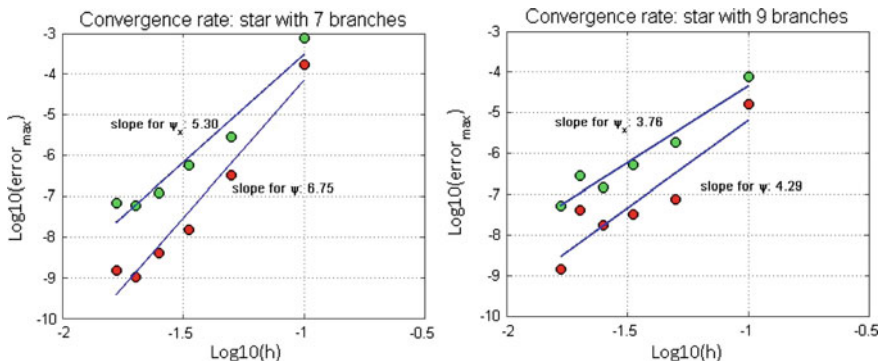 Convergence rate: star with 7 branches
-3
-4
-5
-6
-7
-8
-9
-10
Log10(error_max)
slope for ψ_x: 5.30
slope for ψ: 6.75
-2
-1.5
-1
-0.5
Log10(h)
Convergence rate: star with 9 branches
-3
-4
-5
-6
-7
-8
-9
-10
Log10(error_max)
slope for ψ_x: 3.76
slope for ψ: 4.29
-2
-1.5
-1
-0.5
Log10(h)